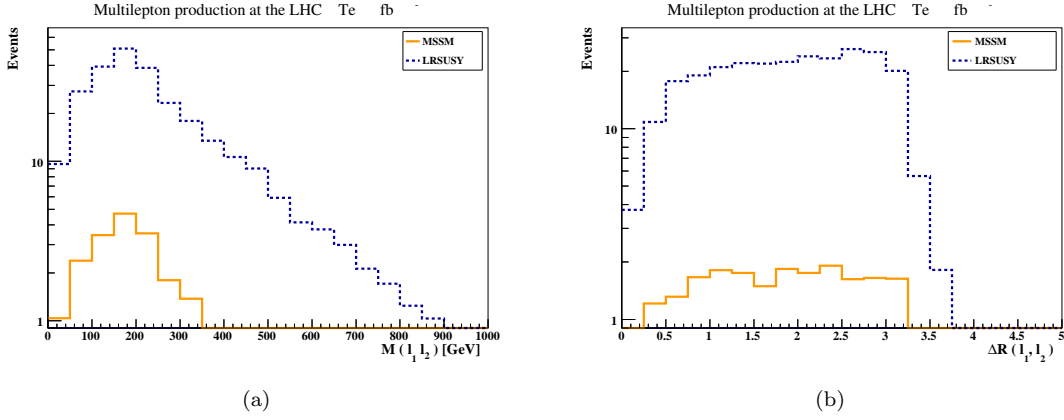 Multilepton production at the LHC Te fb -
Events
MSSM
LRSUSY
10
1
0 100 200 300 400 500 600 700 800 900 1000
M ( l1 l2 ) [GeV]
(a)
Multilepton production at the LHC Te fb -
Events
MSSM
LRSUSY
10
1
0 0.5 1 1.5 2 2.5 3 3.5 4 4.5 5
ΔR ( l1, l2 )
(b)